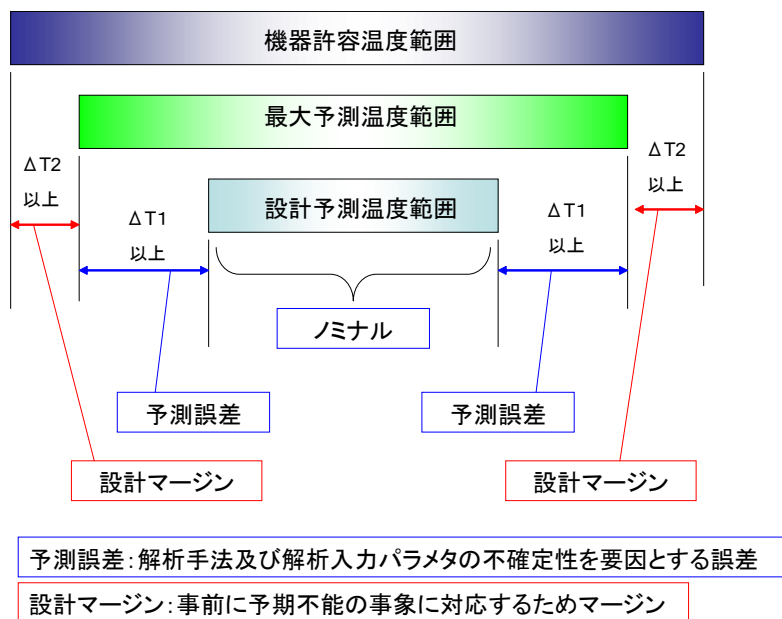 機器許容温度範囲
最大予測温度範囲
ΔT2
以上
ΔT2
以上
設計予測温度範囲
ΔT1
以上
ΔT1
以上
ノミナル
予測誤差
予測誤差
設計マージン
設計マージン
予測誤差：解析手法及び解析入力パラメタの不確定性を要因とする誤差
設計マージン：事前に予期不能の事象に対応するためマージン